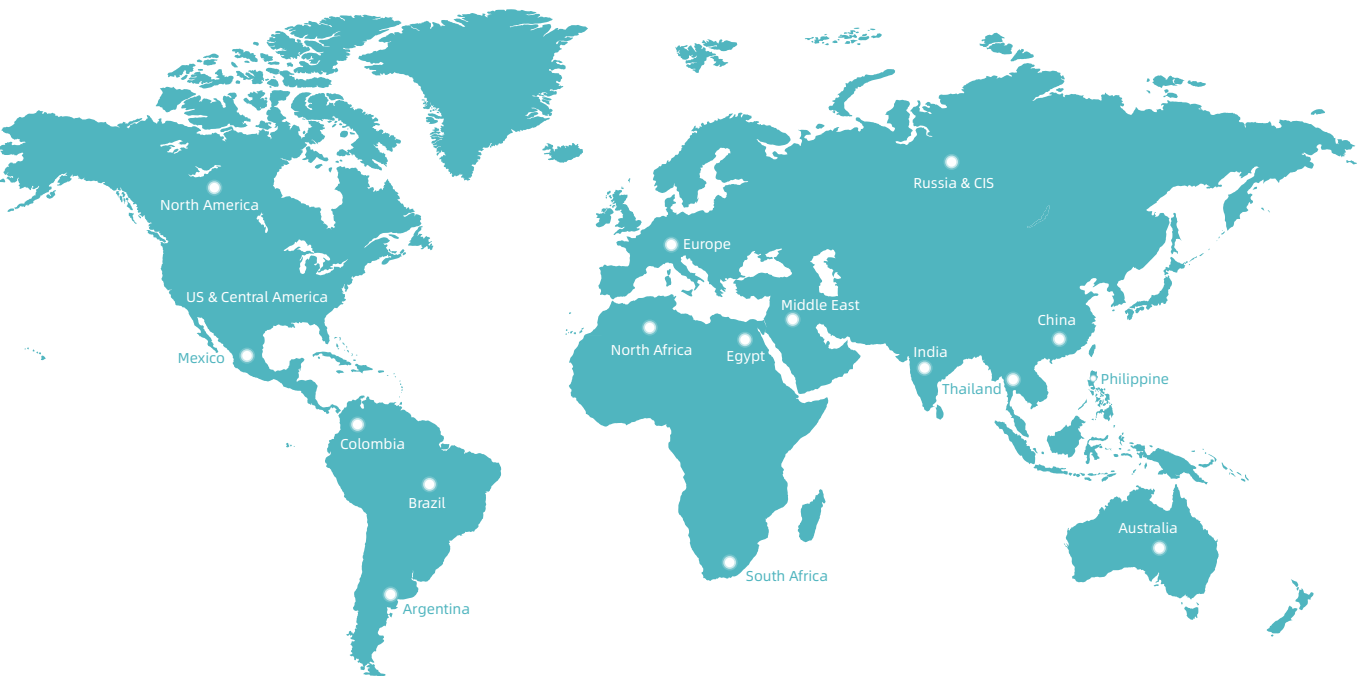 Russia & CIS
North America
Europe
US & Central America
Middle East
China
North Africa
Egypt
India
Mexico
Thailand
Philippine
Colombia
Brazil
Australia
South Africa
Argentina